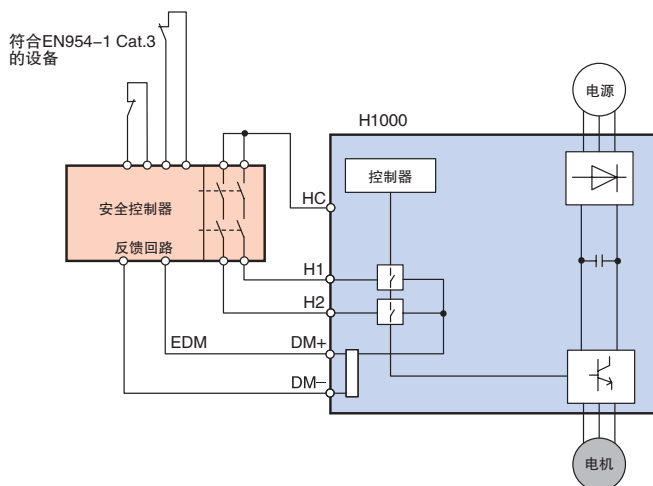 符合EN954-1 Cat.3
的设备
电源
H1000
控制器
HC
安全控制器
反馈回路
H1
H2
EDM
DM+
DM-
电机